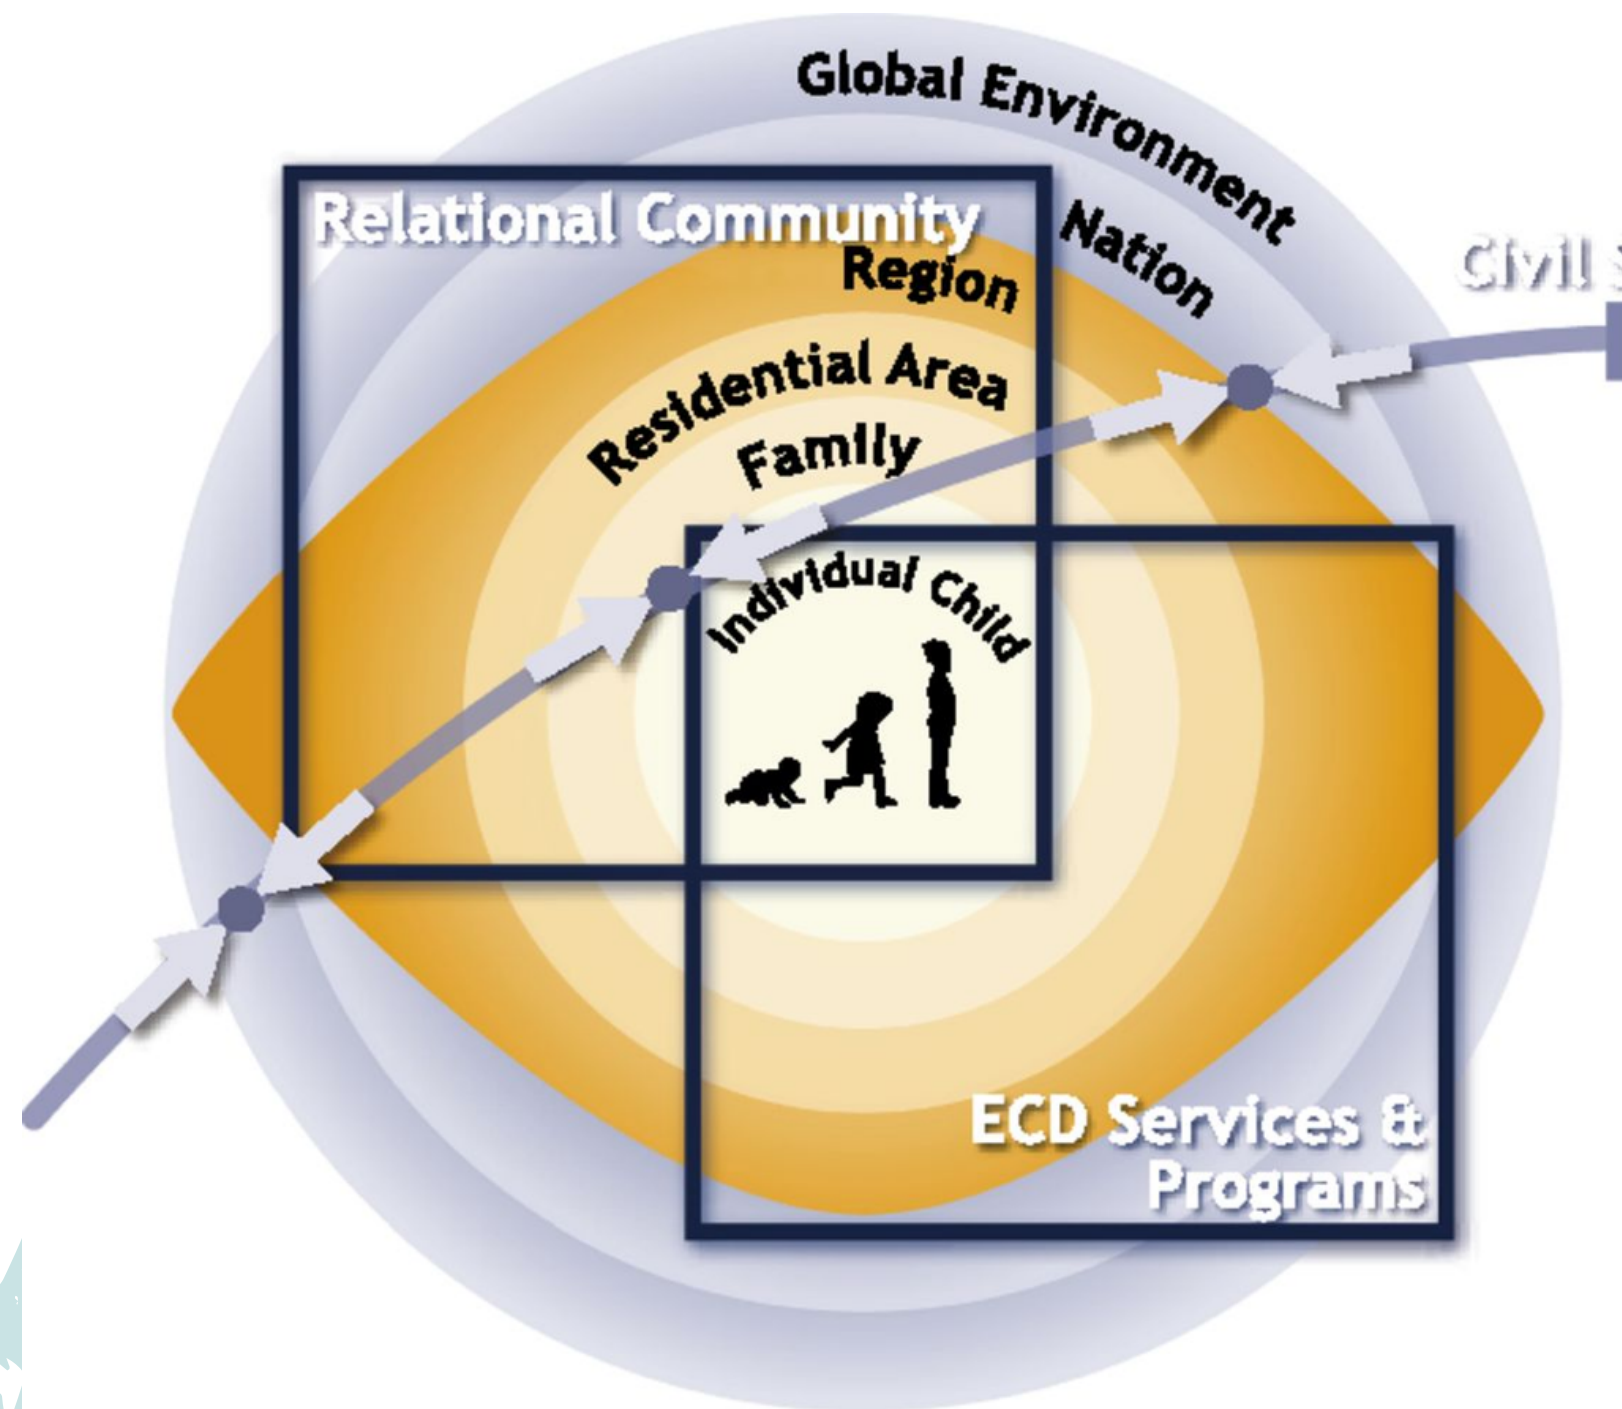 Global Environment
Nation
Relational Community
Region
Civil
Residential Area
Family
Individual Child
ECD Services &
Programs